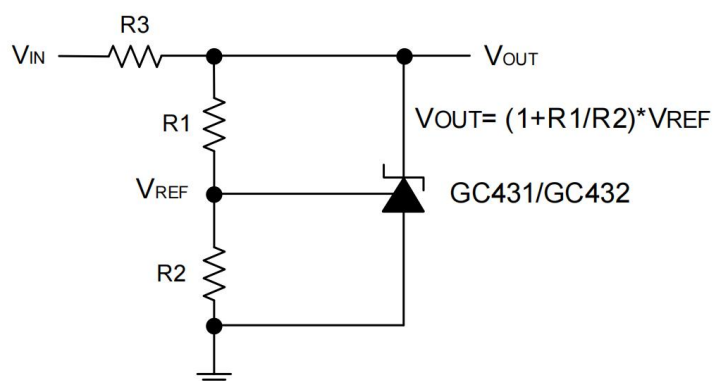 R3
VIN
VOUT
R1
VOUT= (1+R1/R2)*VREF
VREF
GC431/GC432
R2